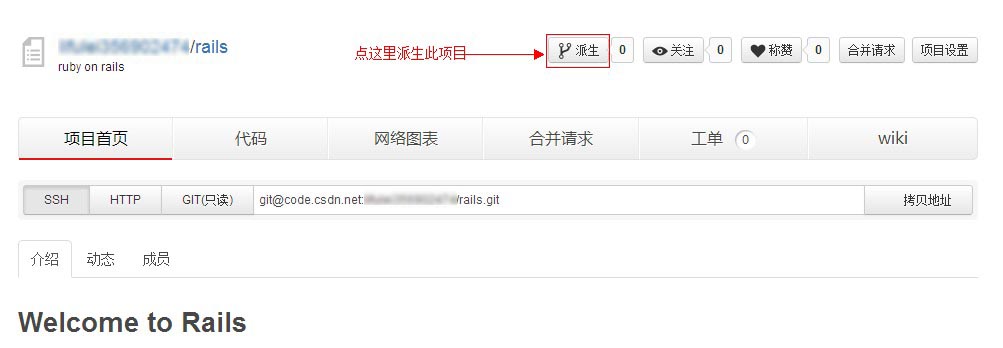 /rails
ruby on rails
点这里派生此项目
派生 0 关注 0 称赞 0 合并请求 项目设置
项目首页 代码 网络图表 合并请求 工单 0 wiki
SSH HTTP GIT(只读) git@code.csdn.net: /rails.git 拷贝地址
介绍 动态 成员
Welcome to Rails